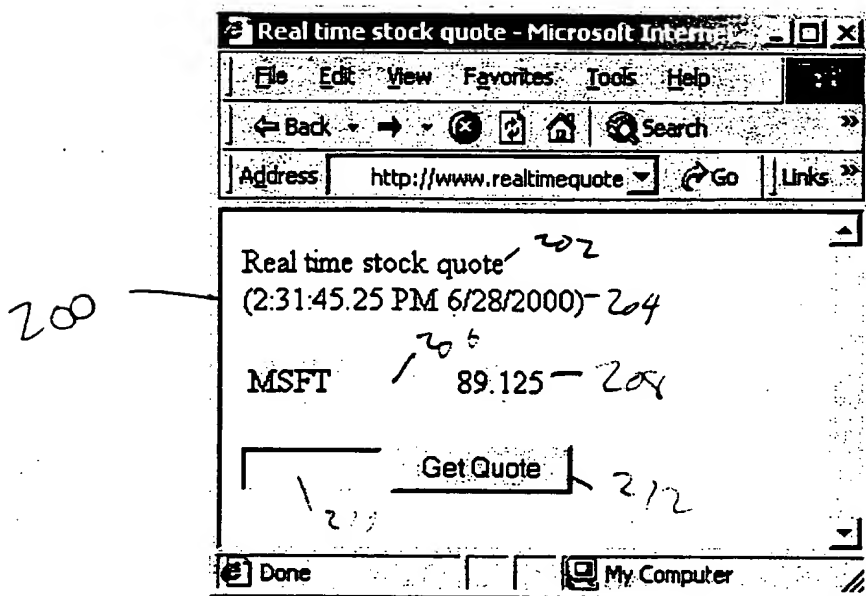 Real time stock quote - Microsoft Internet
File Edit View Favorites Tools Help
Back Search »
Address http://www.realtimequote Go Links »
Real time stock quote 202
(2:31:45.25 PM 6/28/2000) 204
200
206
MSFT 89.125 208
Get Quote
212
Done My Computer